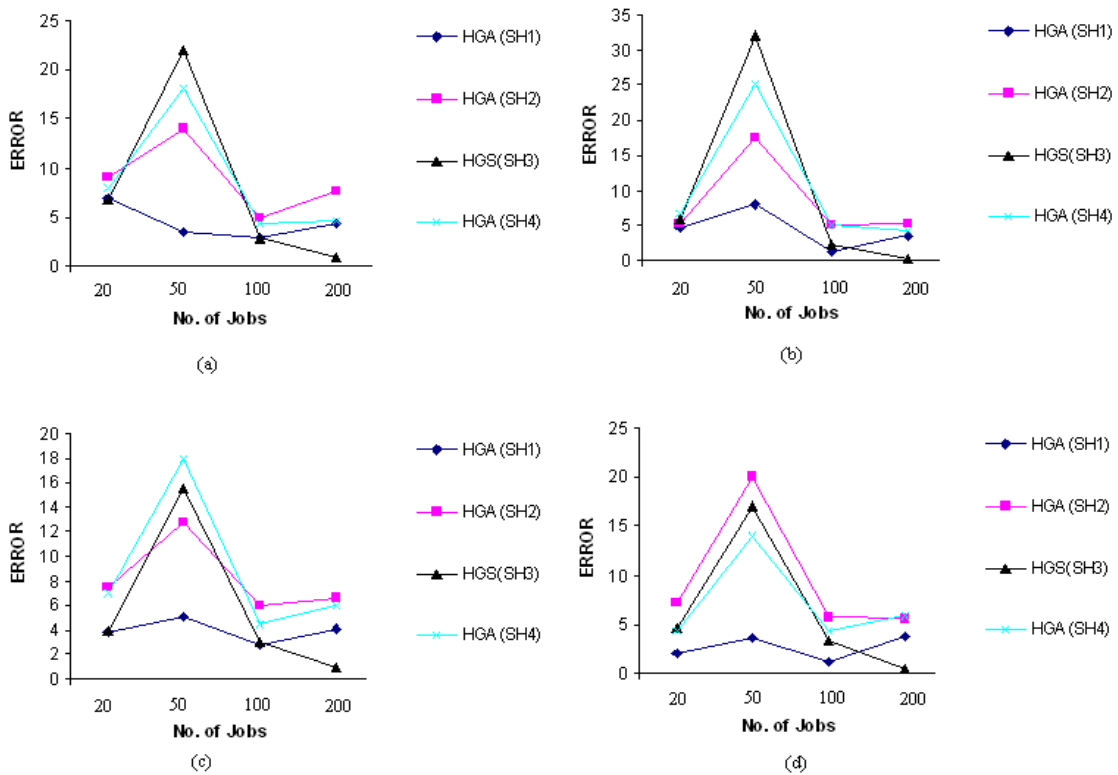 25
20
15
10
5
0
ERROR
20 50 100 200
No. of Jobs
HGA (SH1)
HGA (SH2)
HGS(SH3)
HGA (SH4)
(a)
35
30
25
20
15
10
5
0
ERROR
20 50 100 200
No. of Jobs
HGA (SH1)
HGA (SH2)
HGS(SH3)
HGA (SH4)
(b)
20
18
16
14
12
10
8
6
4
2
0
ERROR
20 50 100 200
No. of Jobs
HGA (SH1)
HGA (SH2)
HGS(SH3)
HGA (SH4)
(c)
25
20
15
10
5
0
ERROR
20 50 100 200
No. of Jobs
HGA (SH1)
HGA (SH2)
HGS(SH3)
HGA (SH4)
(d)